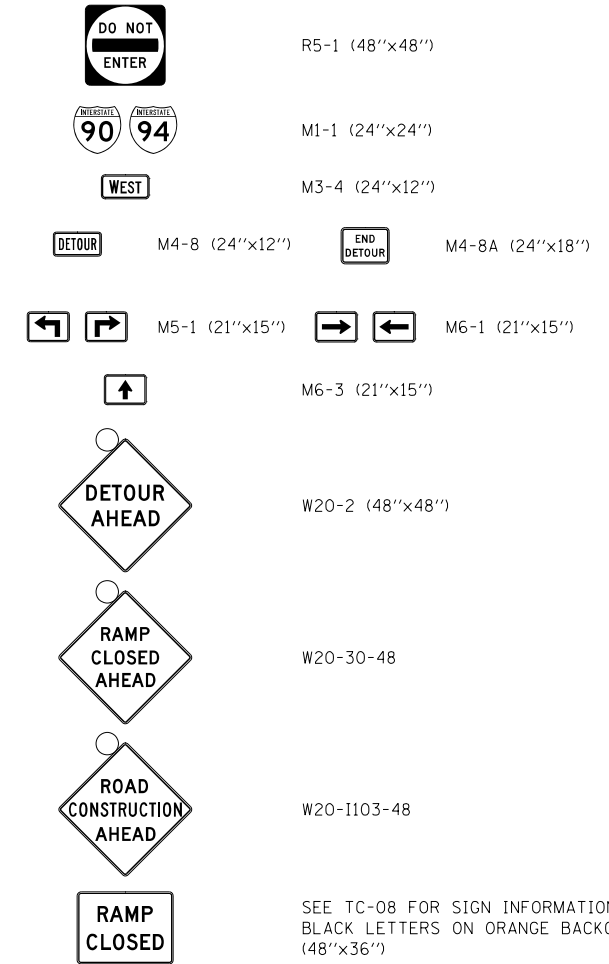 DO NOT
ENTER
R5-1 (48''x48'')
INTERSTATE
90
INTERSTATE
94
M1-1 (24''x24'')
WEST
M3-4 (24''x12'')
DETOUR
M4-8 (24''x12'')
END
DETOUR
M4-8A (24''x18'')
M5-1 (21''x15'')
M6-1 (21''x15'')
M6-3 (21''x15'')
DETOUR
AHEAD
W20-2 (48''x48'')
RAMP
CLOSED
AHEAD
W20-30-48
ROAD
CONSTRUCTION
AHEAD
W20-I103-48
RAMP
CLOSED
SEE TC-08 FOR SIGN INFORMATION
BLACK LETTERS ON ORANGE
(48''x36'')